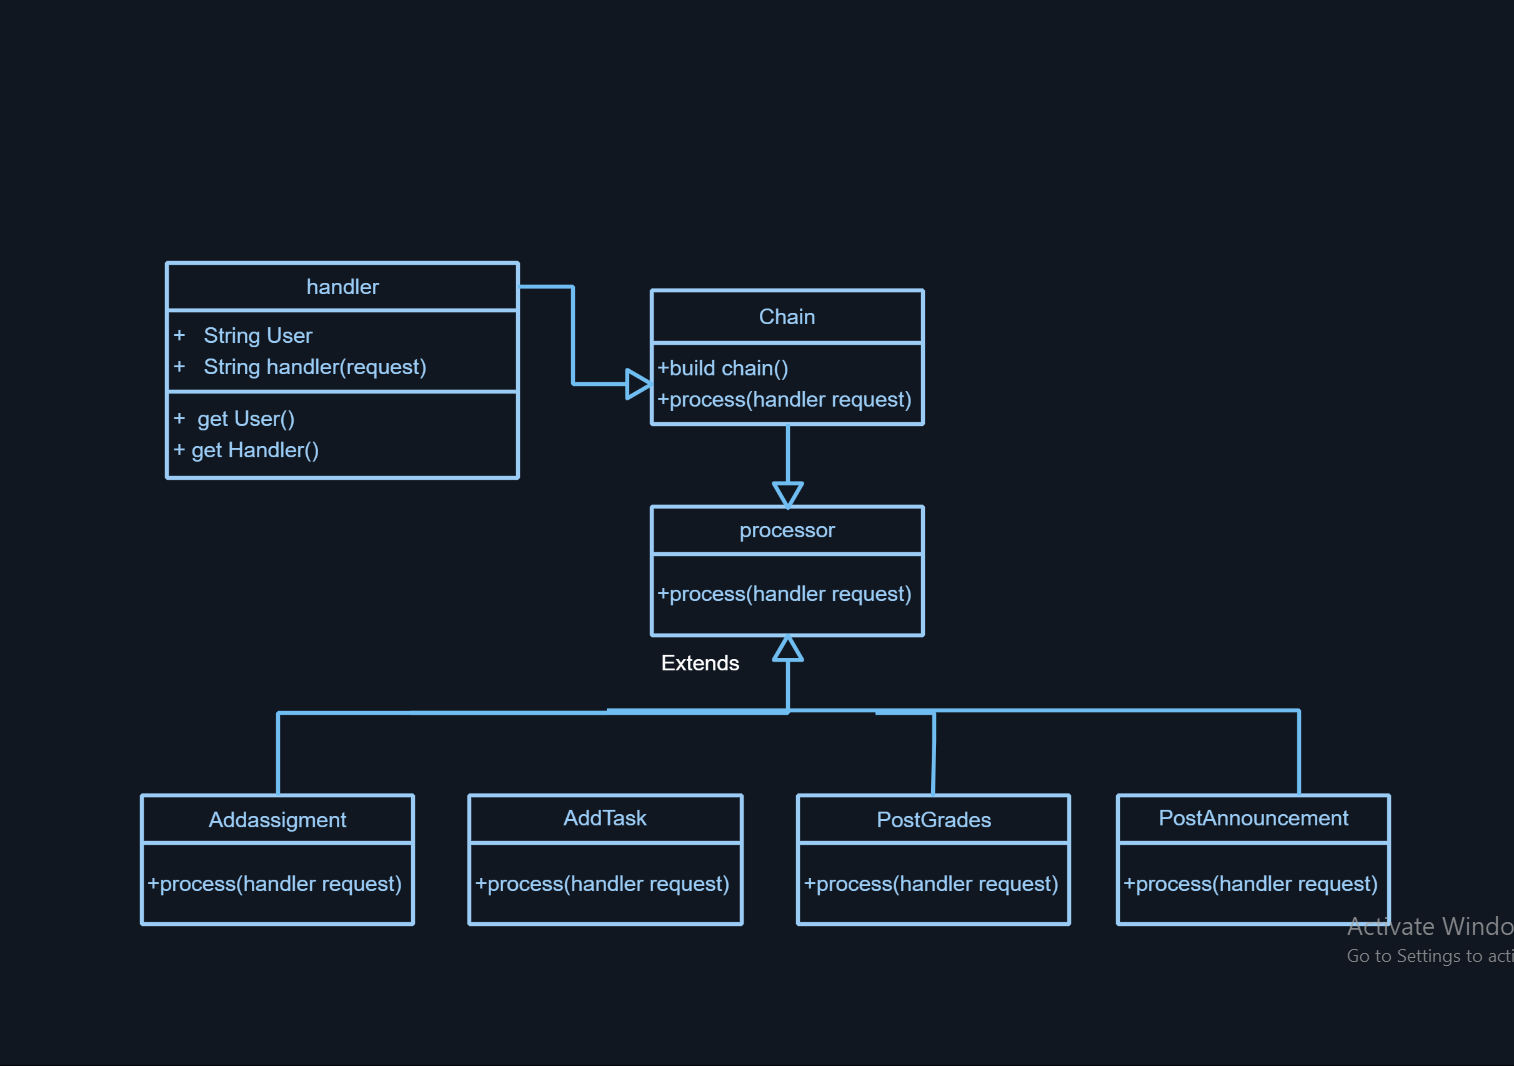 handler
+ String User
+ String handler(request)
+ get User()
+ get Handler()
Chain
+build chain()
+process(handler request)
processor
+process(handler request)
Extends
Addassigment
+process(handler request)
AddTask
+process(handler request)
PostGrades
+process(handler request)
PostAnnouncement
+process(handler request)
Activate Windo
Go to Settings to acti